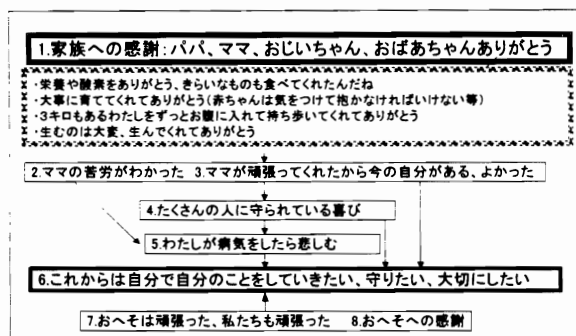 1.家族への感謝：パパ、ママ、おじいちゃん、おばあちゃんありがとう
・栄養や酸素をありがとう、きらいなものも食べてくれたんだね
・大事に育ててくれてありがとう(赤ちゃんは気をつけて抱かなければいけない等)
・3キロもあるわたしをずっとお腹に入れて持ち歩いてくれてありがとう
・生むのは大変、生んでくれてありがとう
2.ママの苦労がわかった 3.ママが頑張ってくれたから今の自分がある、よかった
4.たくさんの人に守られている喜び
5.わたしが病気をしたら悲しむ
6.これからは自分で自分のことをしていきたい、守りたい、大切にしたい
7.おへそは頑張った、私たちも頑張った 8.おへそへの感謝